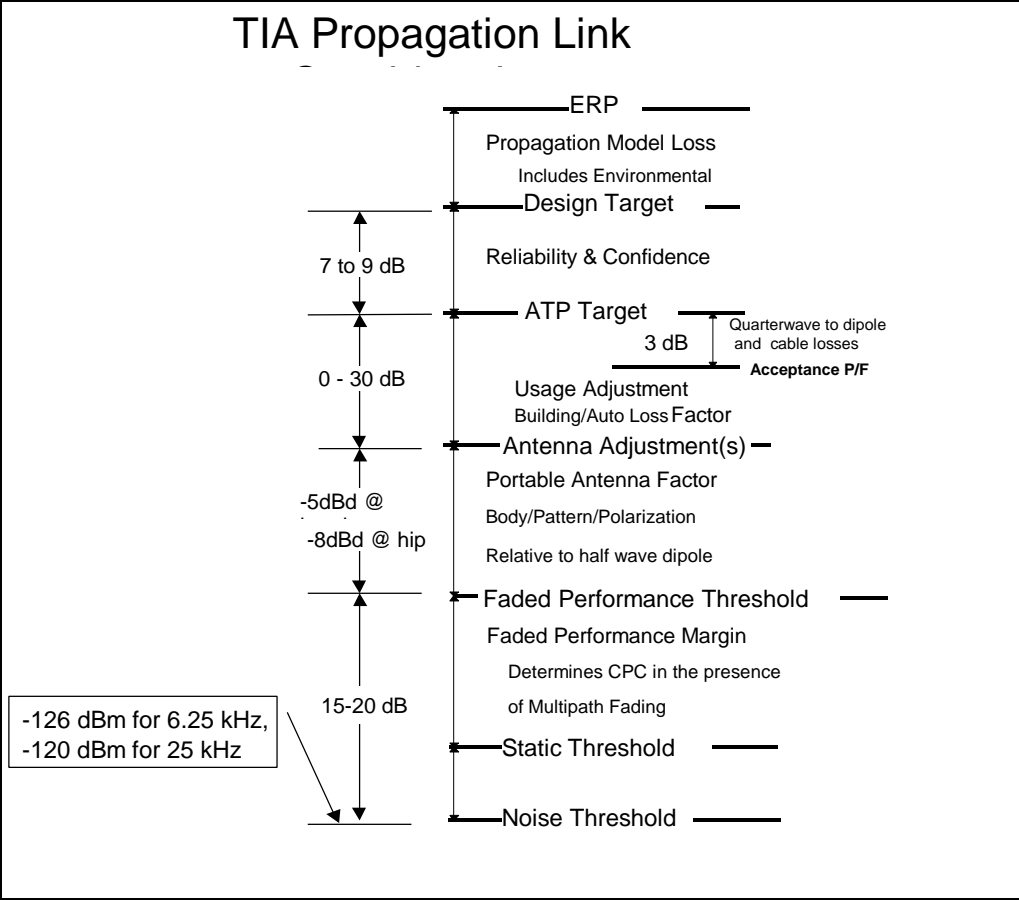 TIA Propagation Link
ERP
Propagation Model Loss
Includes Environmental
Design Target
7 to 9 dB
Reliability & Confidence
ATP Target
3 dB
Quarterwave to dipole
and cable losses
Acceptance P/F
0 - 30 dB
Usage Adjustment
Building/Auto Loss Factor
Antenna Adjustment(s)
Portable Antenna Factor
-5dBd @
Body/Pattern/Polarization
-8dBd @ hip
Relative to half wave dipole
Faded Performance Threshold
Faded Performance Margin
Determines CPC in the presence
of Multipath Fading
15-20 dB
-126 dBm for 6.25 kHz,
-120 dBm for 25 kHz
Static Threshold
Noise Threshold